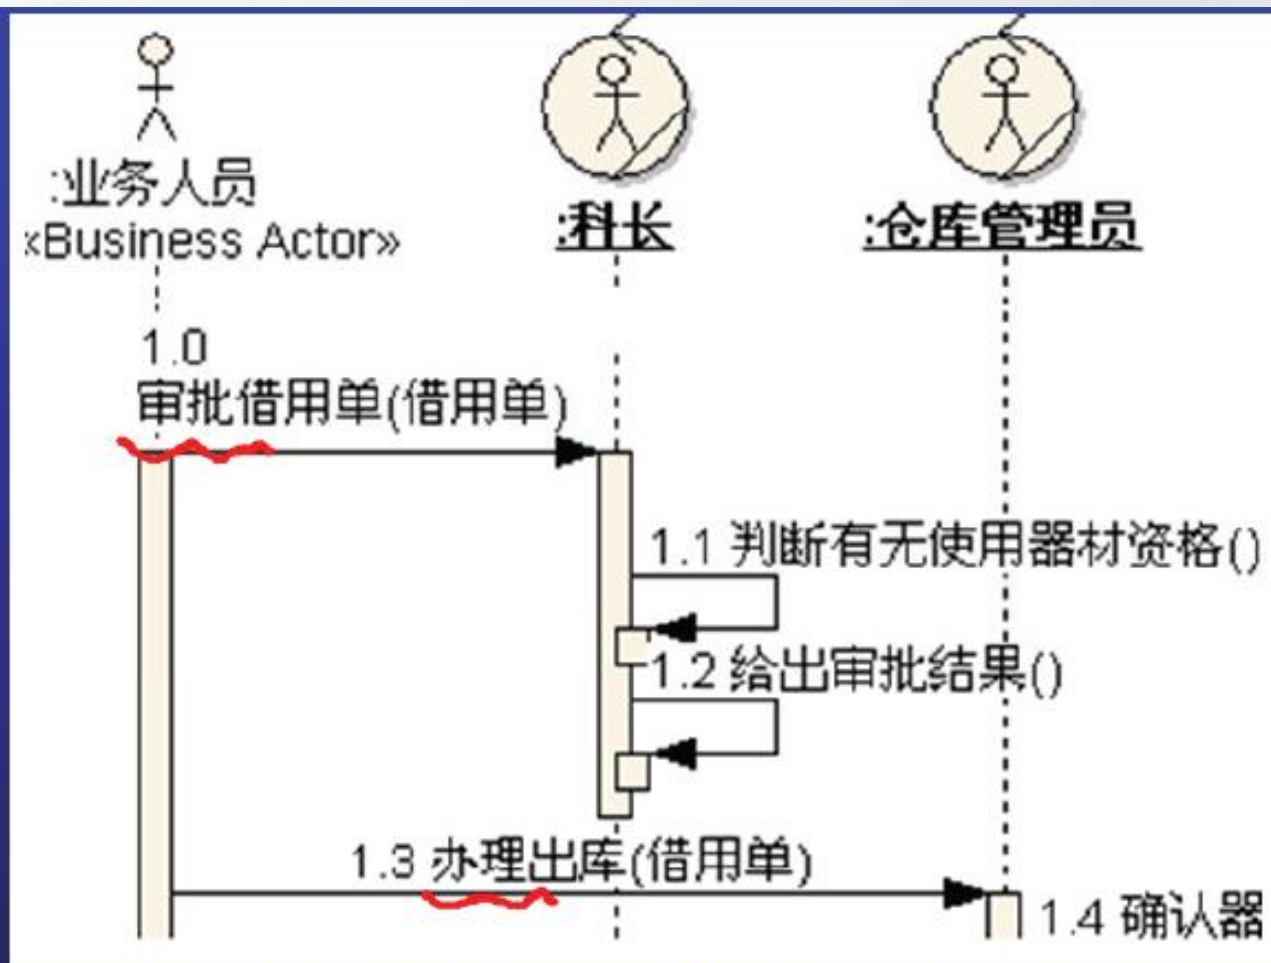 :业务人员
«Business Actor»
:科长
:仓库管理员
1.0
审批借用单(借用单)
1.1 判断有无使用器材资格()
1.2 给出审批结果()
1.3 办理出库(借用单)
1.4 确认器